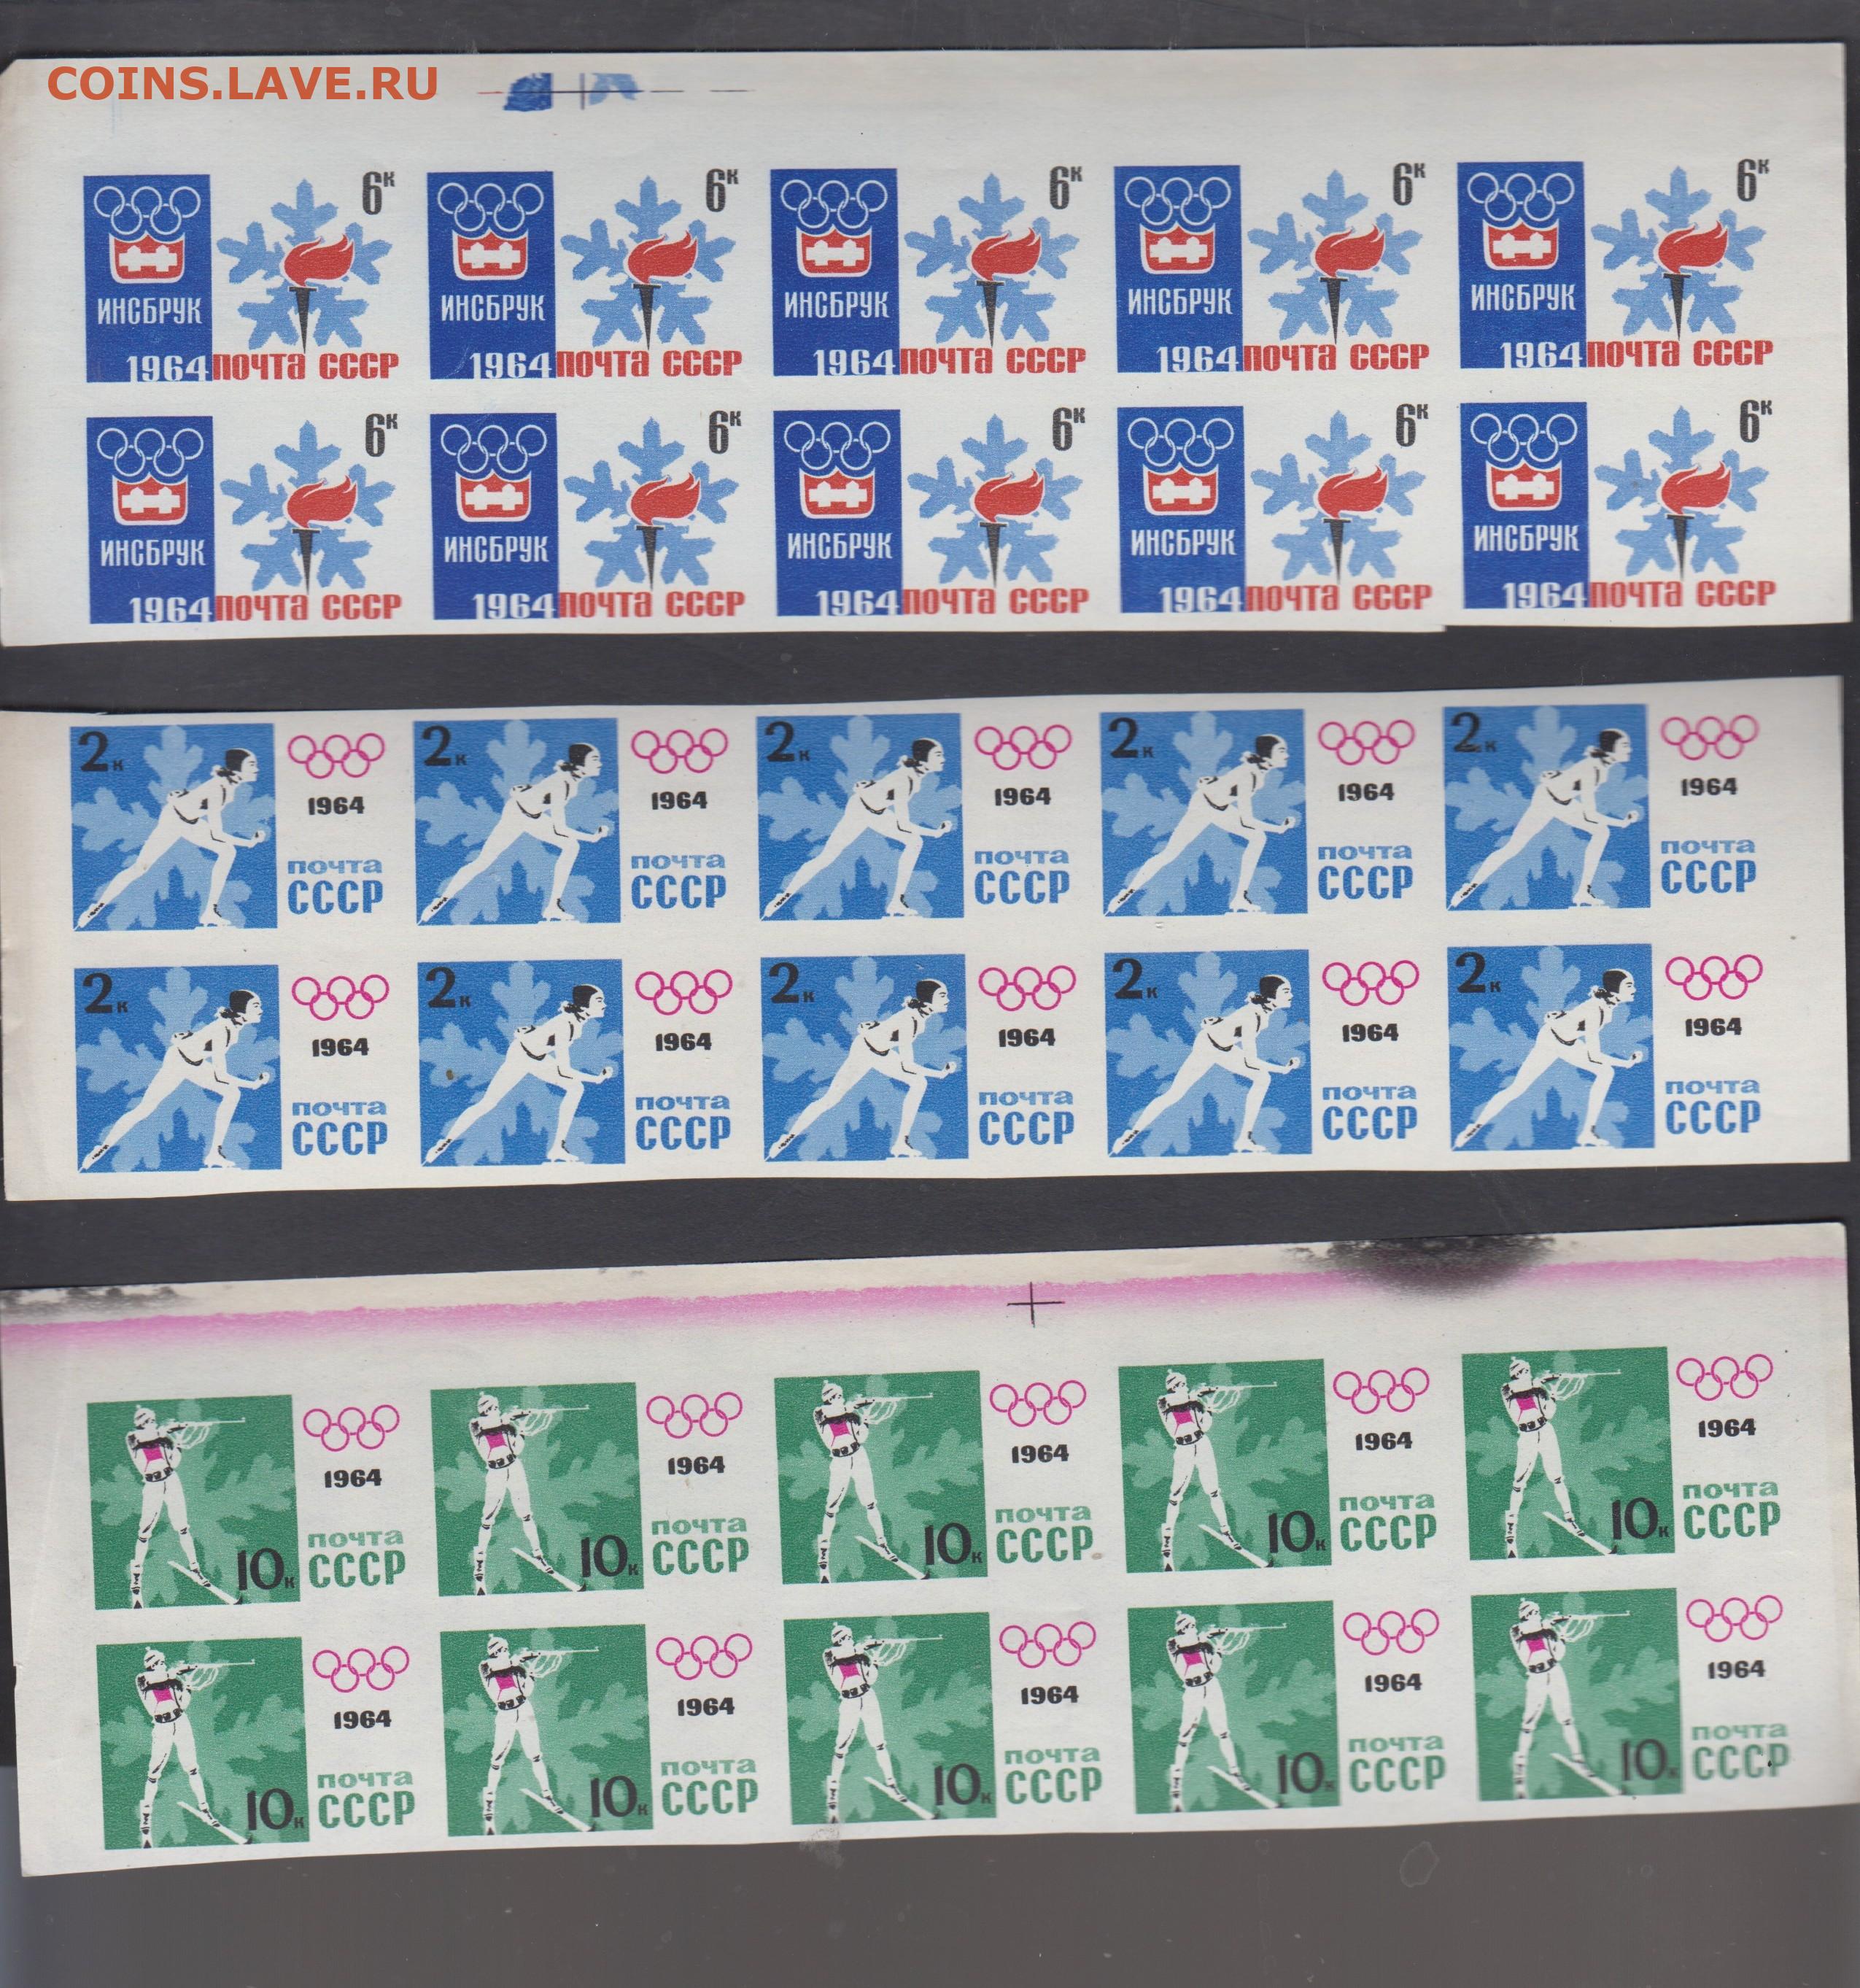 COINS.LAVE.RU
6к 6к 6к 6к 6к
ИНСБРУК ИНСБРУК ИНСБРУК ИНСБРУК ИНСБРУК
1964 ПОЧТА СССР 1964 ПОЧТА СССР 1964 ПОЧТА СССР 1964 ПОЧТА СССР 1964 ПОЧТА СССР
6к 6к 6к 6к 6к
ИНСБРУК ИНСБРУК ИНСБРУК ИНСБРУК ИНСБРУК
1964 ПОЧТА СССР 1964 ПОЧТА СССР 1964 ПОЧТА СССР 1964 ПОЧТА СССР 1964 ПОЧТА СССР
2к 2к 2к 2к 2к
1964 1964 1964 1964 1964
почта почта почта почта почта
СССР СССР СССР СССР СССР
2к 2к 2к 2к 2к
1964 1964 1964 1964 1964
почта почта почта почта почта
СССР СССР СССР СССР СССР
1964 1964 1964 1964 1964
почта почта почта почта почта
10к СССР 10к СССР 10к СССР 10к СССР 10к СССР
1964 1964 1964 1964 1964
почта почта почта почта почта
10к СССР 10к СССР 10к СССР 10к СССР 10к СССР